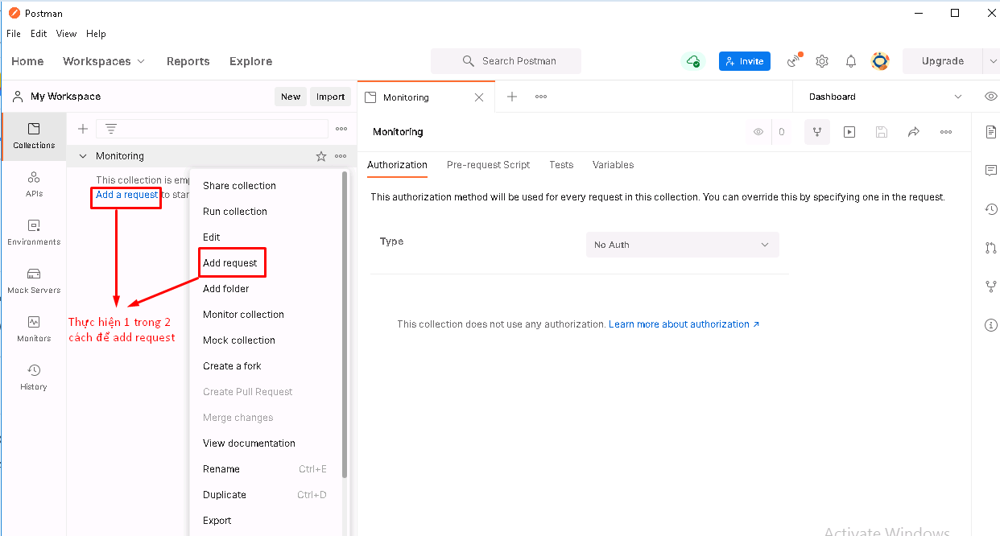 Postman
File Edit View Help
Home Workspaces Reports Explore Search Postman Invite Upgrade
My Workspace New Import Monitoring Dashboard
Collections
Monitoring
Monitoring 0
This collection is
Add a request to
Authorization Pre-request Script Tests Variables
This authorization method will be used for every request in this collection. You can override this by specifying one in the request.
Type No Auth
This collection does not use any authorization. Learn more about authorization
APIs
Environments
Mock Servers
Monitors
History
Share collection
Run collection
Edit
Add request
Add folder
Monitor collection
Mock collection
Create a fork
Create Pull Request
Merge changes
View documentation
Rename Ctrl+E
Duplicate Ctrl+D
Export
Thực hiện 1 trong 2
cách để add request
Activate Windows